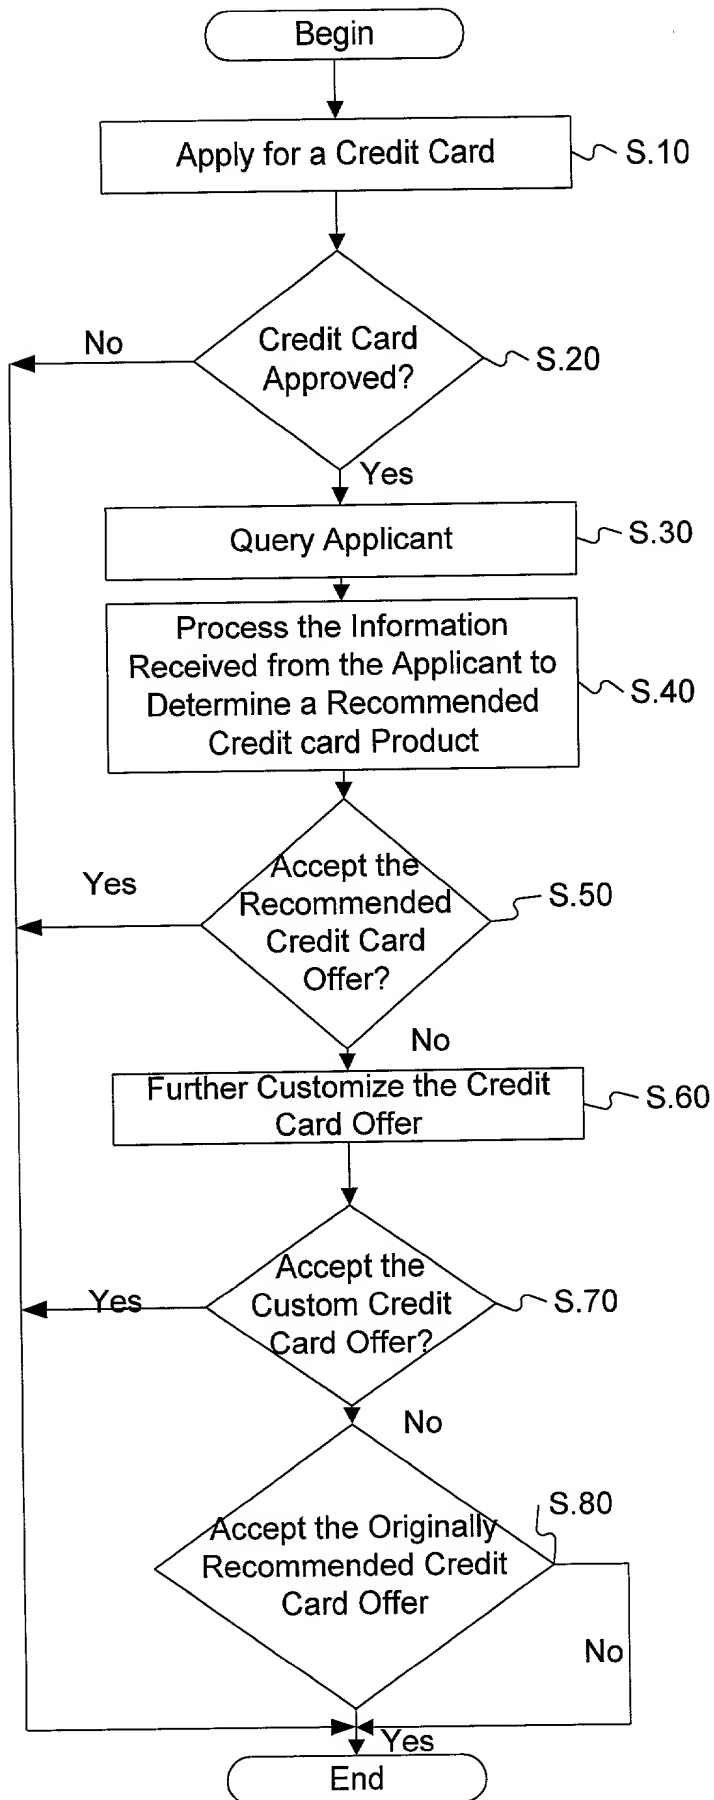 Begin
Apply for a Credit Card
S.10
Credit Card
Approved?
S.20
No
Yes
Query Applicant
S.30
Process the Information
Received from the Applicant to
Determine a Recommended
Credit card Product
S.40
Accept the
Recommended
Credit Card
Offer?
S.50
Yes
No
Further Customize the Credit
Card Offer
S.60
Accept the
Custom Credit
Card Offer?
S.70
Yes
No
Accept the Originally
Recommended Credit
Card Offer
S.80
No
Yes
End